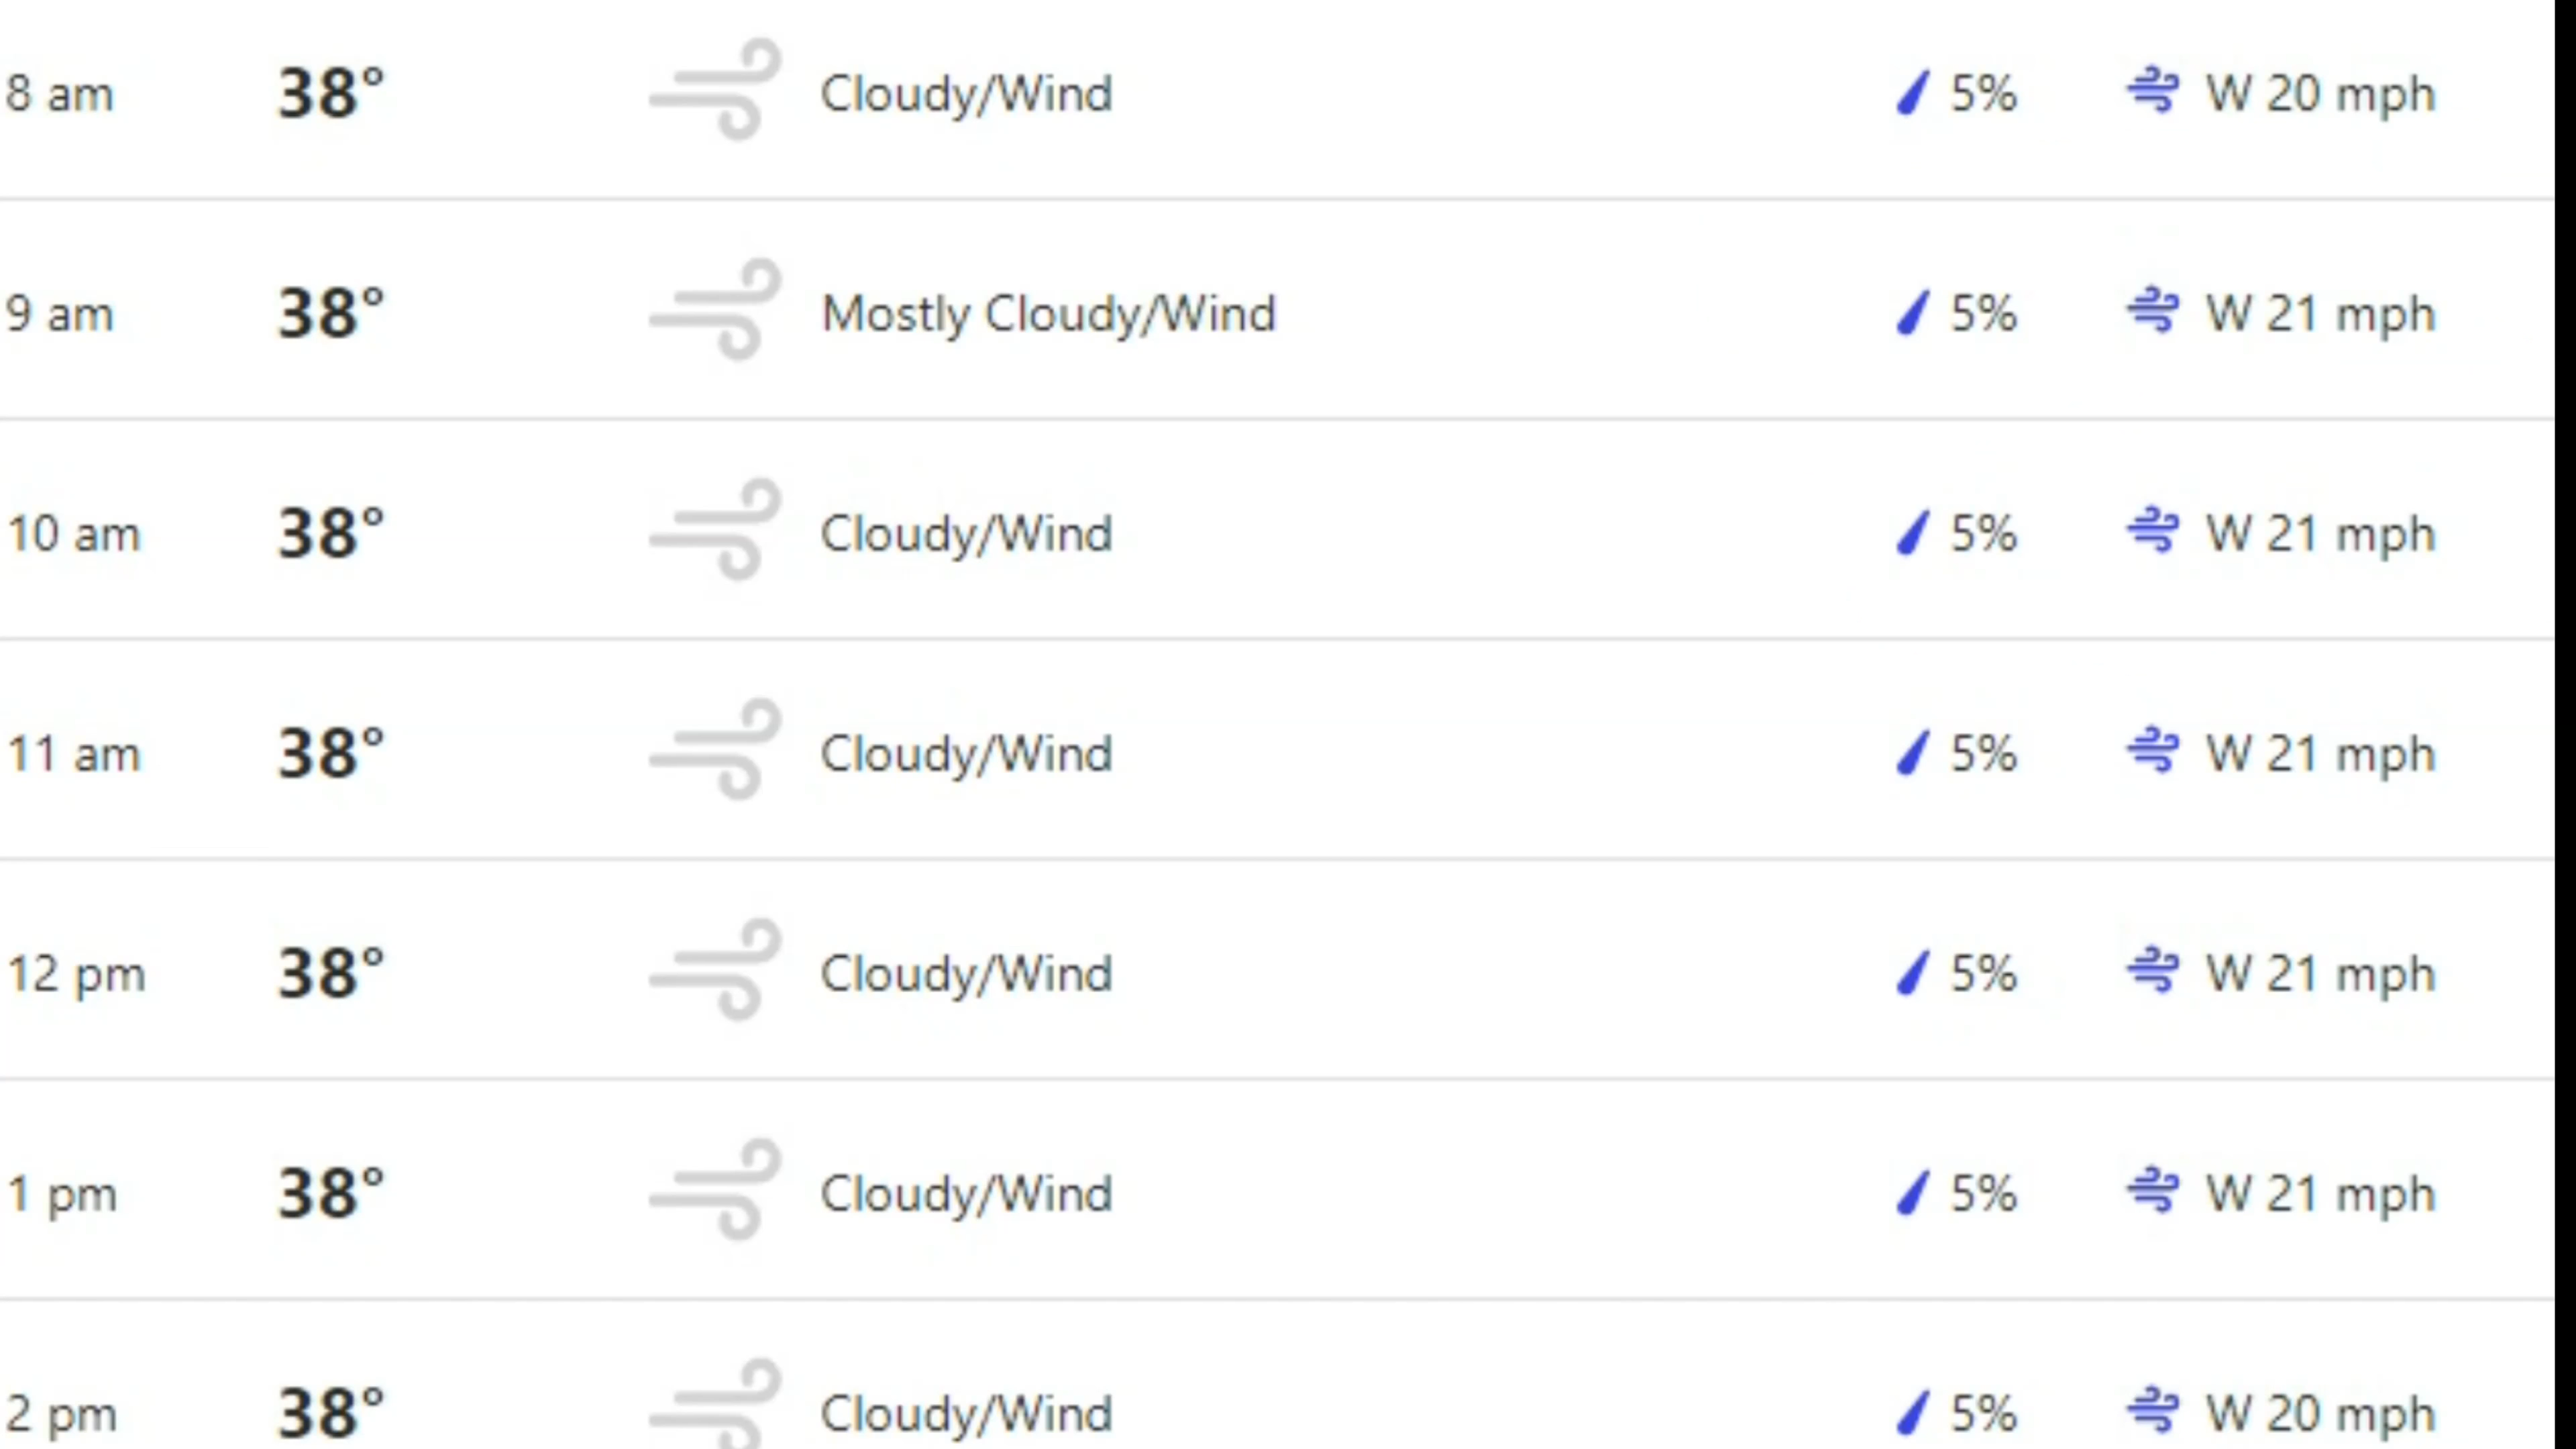 8 am 38° Cloudy/Wind 5% W 20 mph
9 am 38° Mostly Cloudy/Wind 5% W 21 mph
10 am 38° Cloudy/Wind 5% W 21 mph
11 am 38° Cloudy/Wind 5% W 21 mph
12 pm 38° Cloudy/Wind 5% W 21 mph
1 pm 38° Cloudy/Wind 5% W 21 mph
2 pm 38° Cloudy/Wind 5% W 20 mph